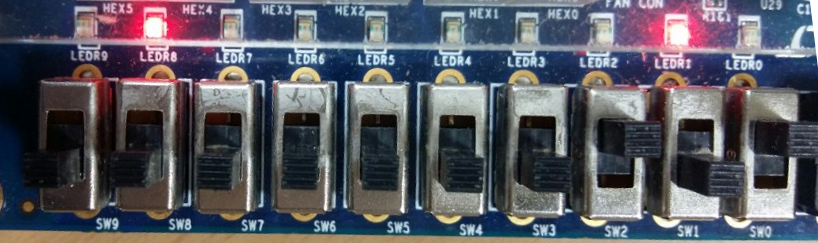 HEX5 HEX4 HEX3 HEX2 HEX1 HEX0 FAN CON U29
LEDR9 LEDR8 LEDR7 LEDR6 LEDR5 LEDR4 LEDR3 LEDR2 LEDR1 LEDR0
SW9 SW8 SW7 SW6 SW5 SW4 SW3 SW2 SW1 SW0